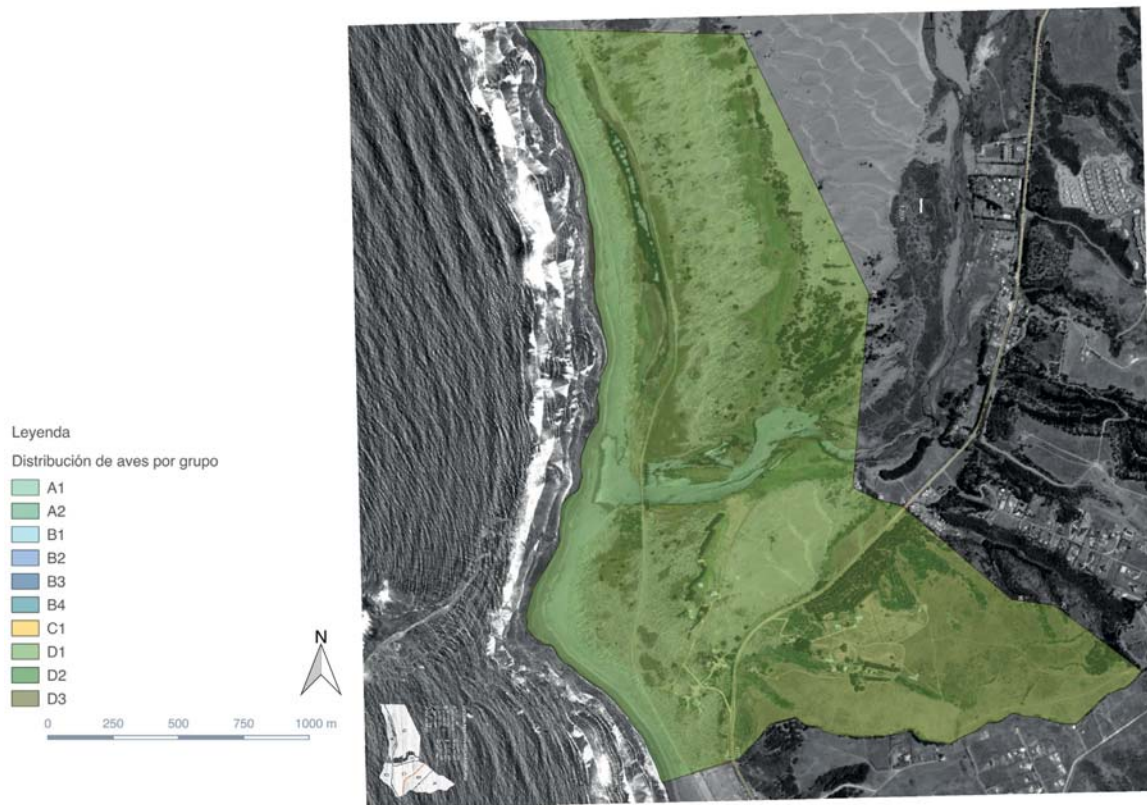 Leyenda
Distribución de aves por grupo
A1
A2
B1
B2
B3
B4
C1
D1
D2
D3
N
0 250 500 750 1000 m